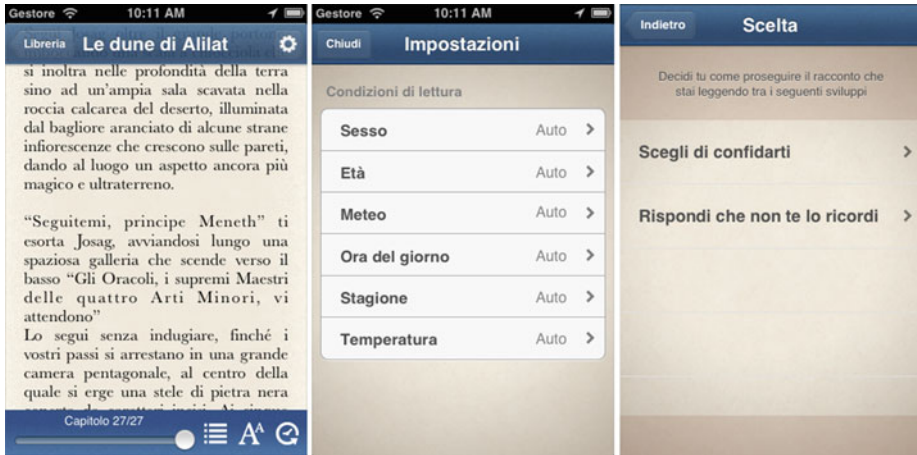 Gestore 10:11 AM
Libreria Le dune di Alilat
si inoltra nelle profondità della terra
sino ad un'ampia sala scavata nella
roccia calcarea del deserto, illuminata
dal bagliore aranciato di alcune strane
infiorescenze che crescono sulle pareti,
dando al luogo un aspetto ancora più
magico e ultraterreno.
“Seguitemi, principe Meneth” ti
esorta Josag, avviandosi lungo una
spaziosa galleria che scende verso il
basso “Gli Oracoli, i supremi Maestri
delle quattro Arti Minori, vi
attendono”
Lo segui senza indugiare, finché i
vostri passi si arrestano in una grande
camera pentagonale, al centro della
quale si erge una stele di pietra nera
Capitolo 27/27
AA
Gestore 10:11 AM
Chiudi Impostazioni
Condizioni di lettura
Sesso Auto
Età Auto
Meteo Auto
Ora del giorno Auto
Stagione Auto
Temperatura Auto
Indietro Scelta
Decidi tu come proseguire il racconto che
stai leggendo tra i seguenti sviluppi
Scegli di confidarti
Rispondi che non te lo ricordi